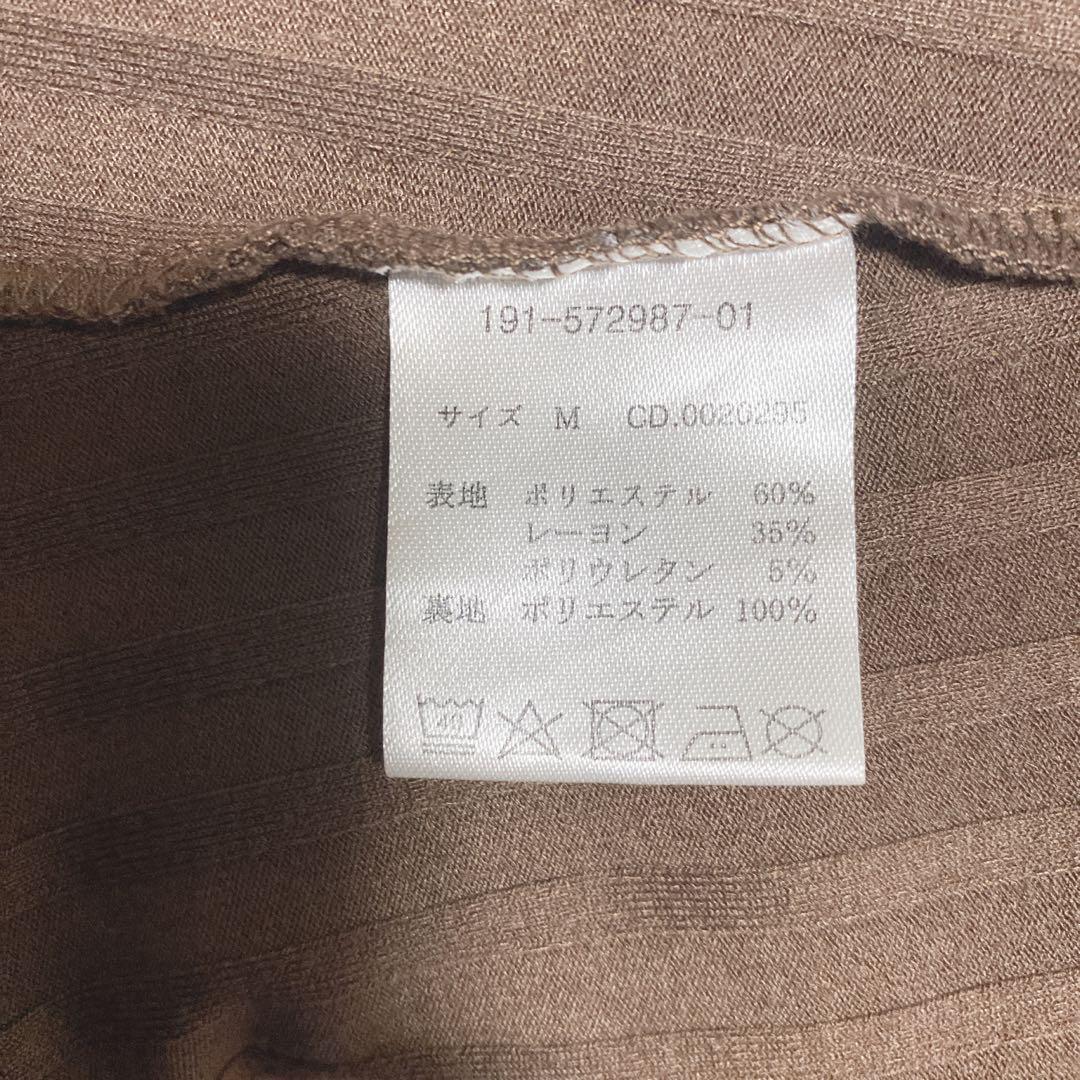 191-572987-01
サイズ M CD.0020295
表地 ポリエステル 60%
レーヨン 35%
ポリウレタン 5%
裏地 ポリエステル 100%